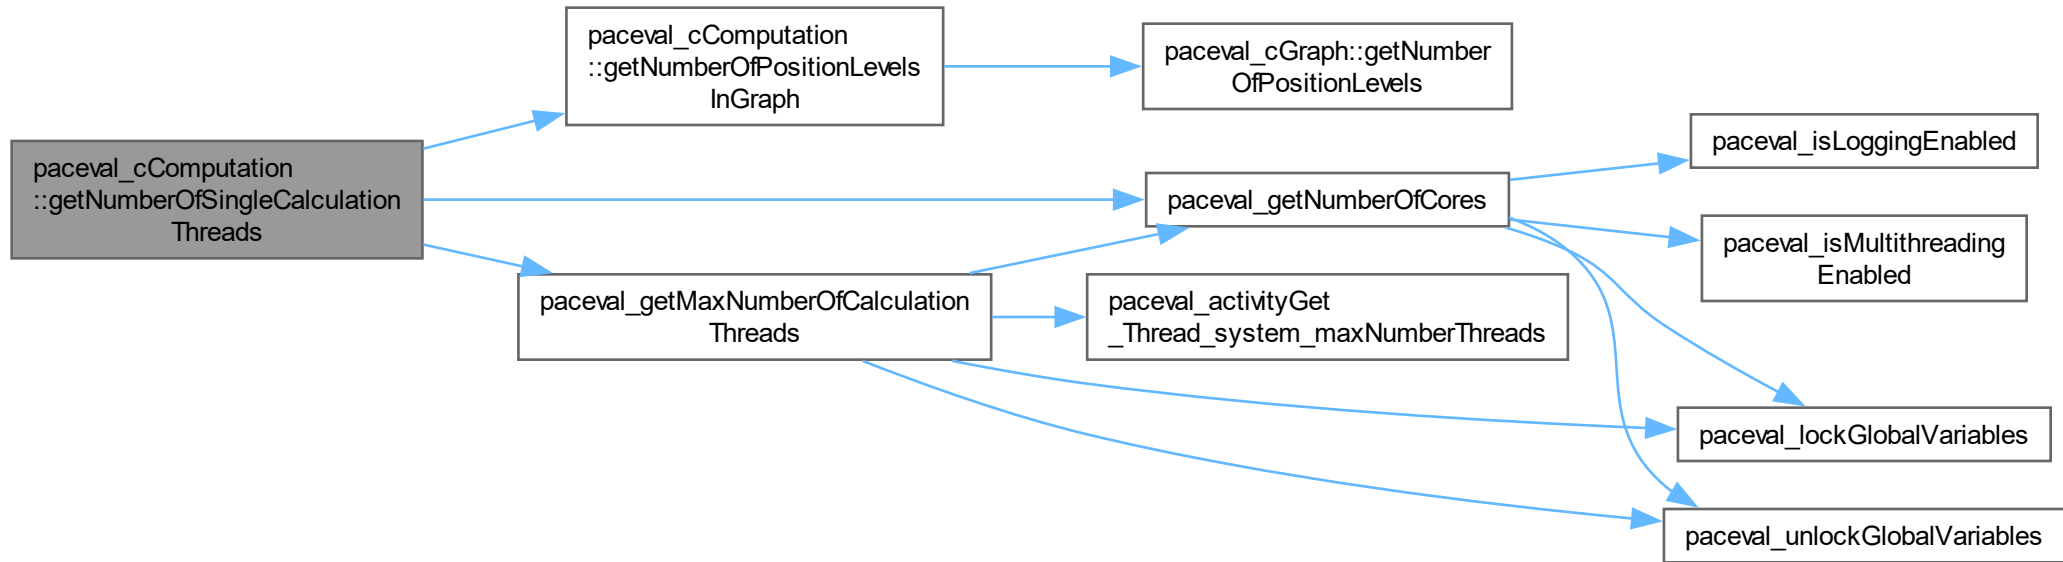 paceval_cComputation
::getNumberOfSingleCalculation
Threads
paceval_cComputation
::getNumberOfPositionLevels
InGraph
paceval_cGraph::getNumber
OfPositionLevels
paceval_getNumberOfCores
paceval_getMaxNumberOfCalculation
Threads
paceval_activityGet
_Thread_system_maxNumberThreads
paceval_isLoggingEnabled
paceval_isMultithreading
Enabled
paceval_lockGlobalVariables
paceval_unlockGlobalVariables